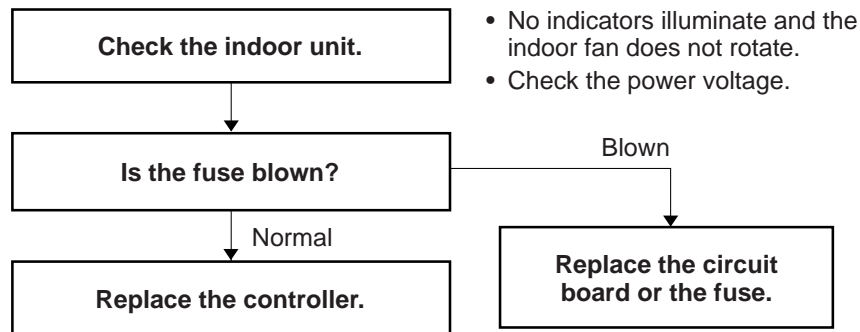 Check the indoor unit.
• No indicators illuminate and the
indoor fan does not rotate.
• Check the power voltage.
Is the fuse blown?
Blown
Normal
Replace the circuit
board or the fuse.
Replace the controller.